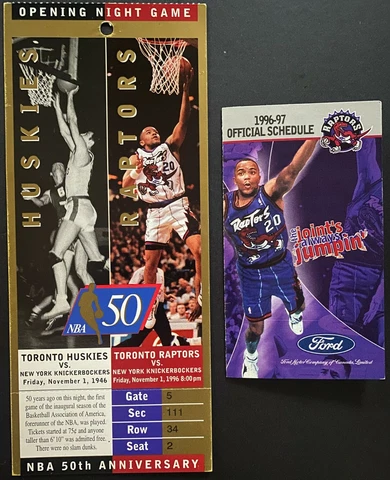 OPENING NIGHT GAME
HUSKIES
RAPTORS
20
NBA
50
TORONTO HUSKIES
VS.
NEW YORK KNICKERBOCKERS
Friday, November 1, 1946
TORONTO RAPTORS
VS.
NEW YORK KNICKERBOCKERS
Friday, November 1, 1996 8:00pm
50 years ago on this night, the first
game of the inaugural season of the
Basketball Association of America,
forerunner of the NBA, was played.
Tickets started at 75¢ and anyone
taller than 6'10" was admitted free.
There were no slam dunks.
Gate 5
Sec 111
Row 34
Seat 2
NBA 50th ANNIVERSARY
1996-97
OFFICIAL SCHEDULE
RAPTORS
Raptors
20
the
joint's
always
jumpin'
Ford
Ford Motor Company of Canada, Limited